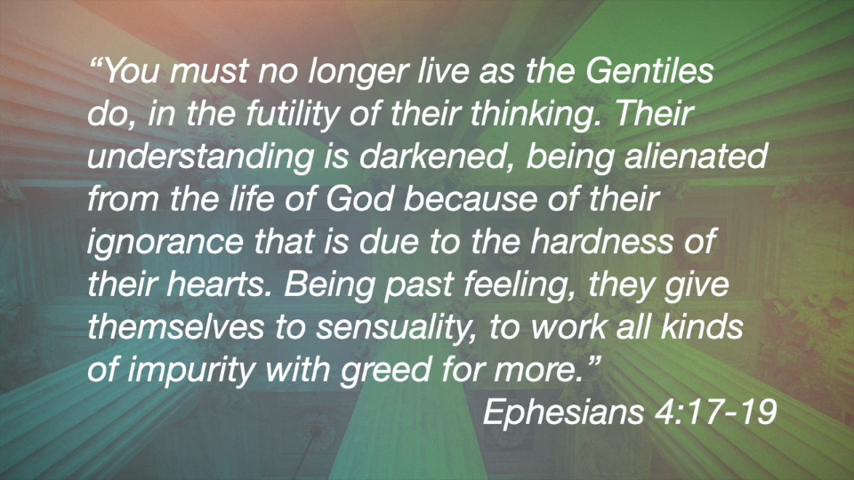 “You must no longer live as the Gentiles
do, in the futility of their thinking. Their
understanding is darkened, being alienated
from the life of God because of their
ignorance that is due to the hardness of
their hearts. Being past feeling, they give
themselves to sensuality, to work all kinds
of impurity with greed for more.”
Ephesians 4:17-19